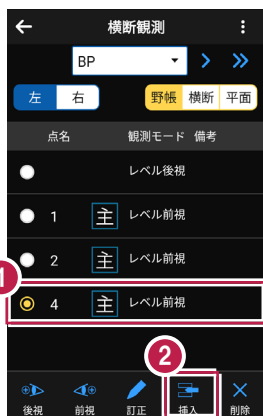 横断観測
BP
左 右 野帳 横断 平面
点名 観測モード 備考
レベル後視
1 主 レベル前視
2 主 レベル前視
1
4 主 レベル前視
2
後視 前視 訂正 挿入 削除